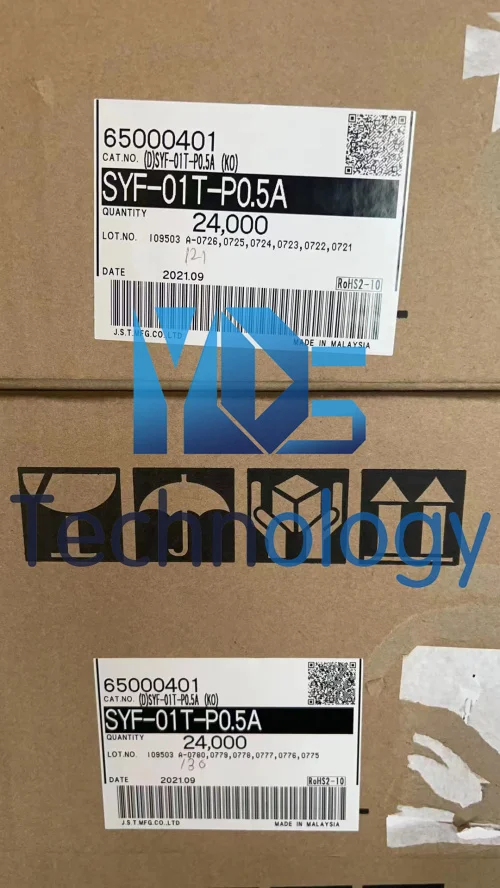 65000401
CAT.NO. (D)SYF-01T-P0.5A (KO)
SYF-01T-P0.5A
QUANTITY
24,000
LOT.NO. I09503 A-0726,0725,0724,0723,0722,0721
121
DATE 2021.09 RoHS2-10
J.S.T.MFG.CO.,LTD MADE IN MALAYSIA
YDS
Technology
65000401
CAT.NO. (D)SYF-01T-P0.5A (KO)
SYF-01T-P0.5A
QUANTITY
24,000
LOT.NO. I09503 A-0780,0779,0778,0777,0776,0775
130
DATE 2021.09 RoHS2-10
J.S.T.MFG.CO.,LTD MADE IN MALAYSIA